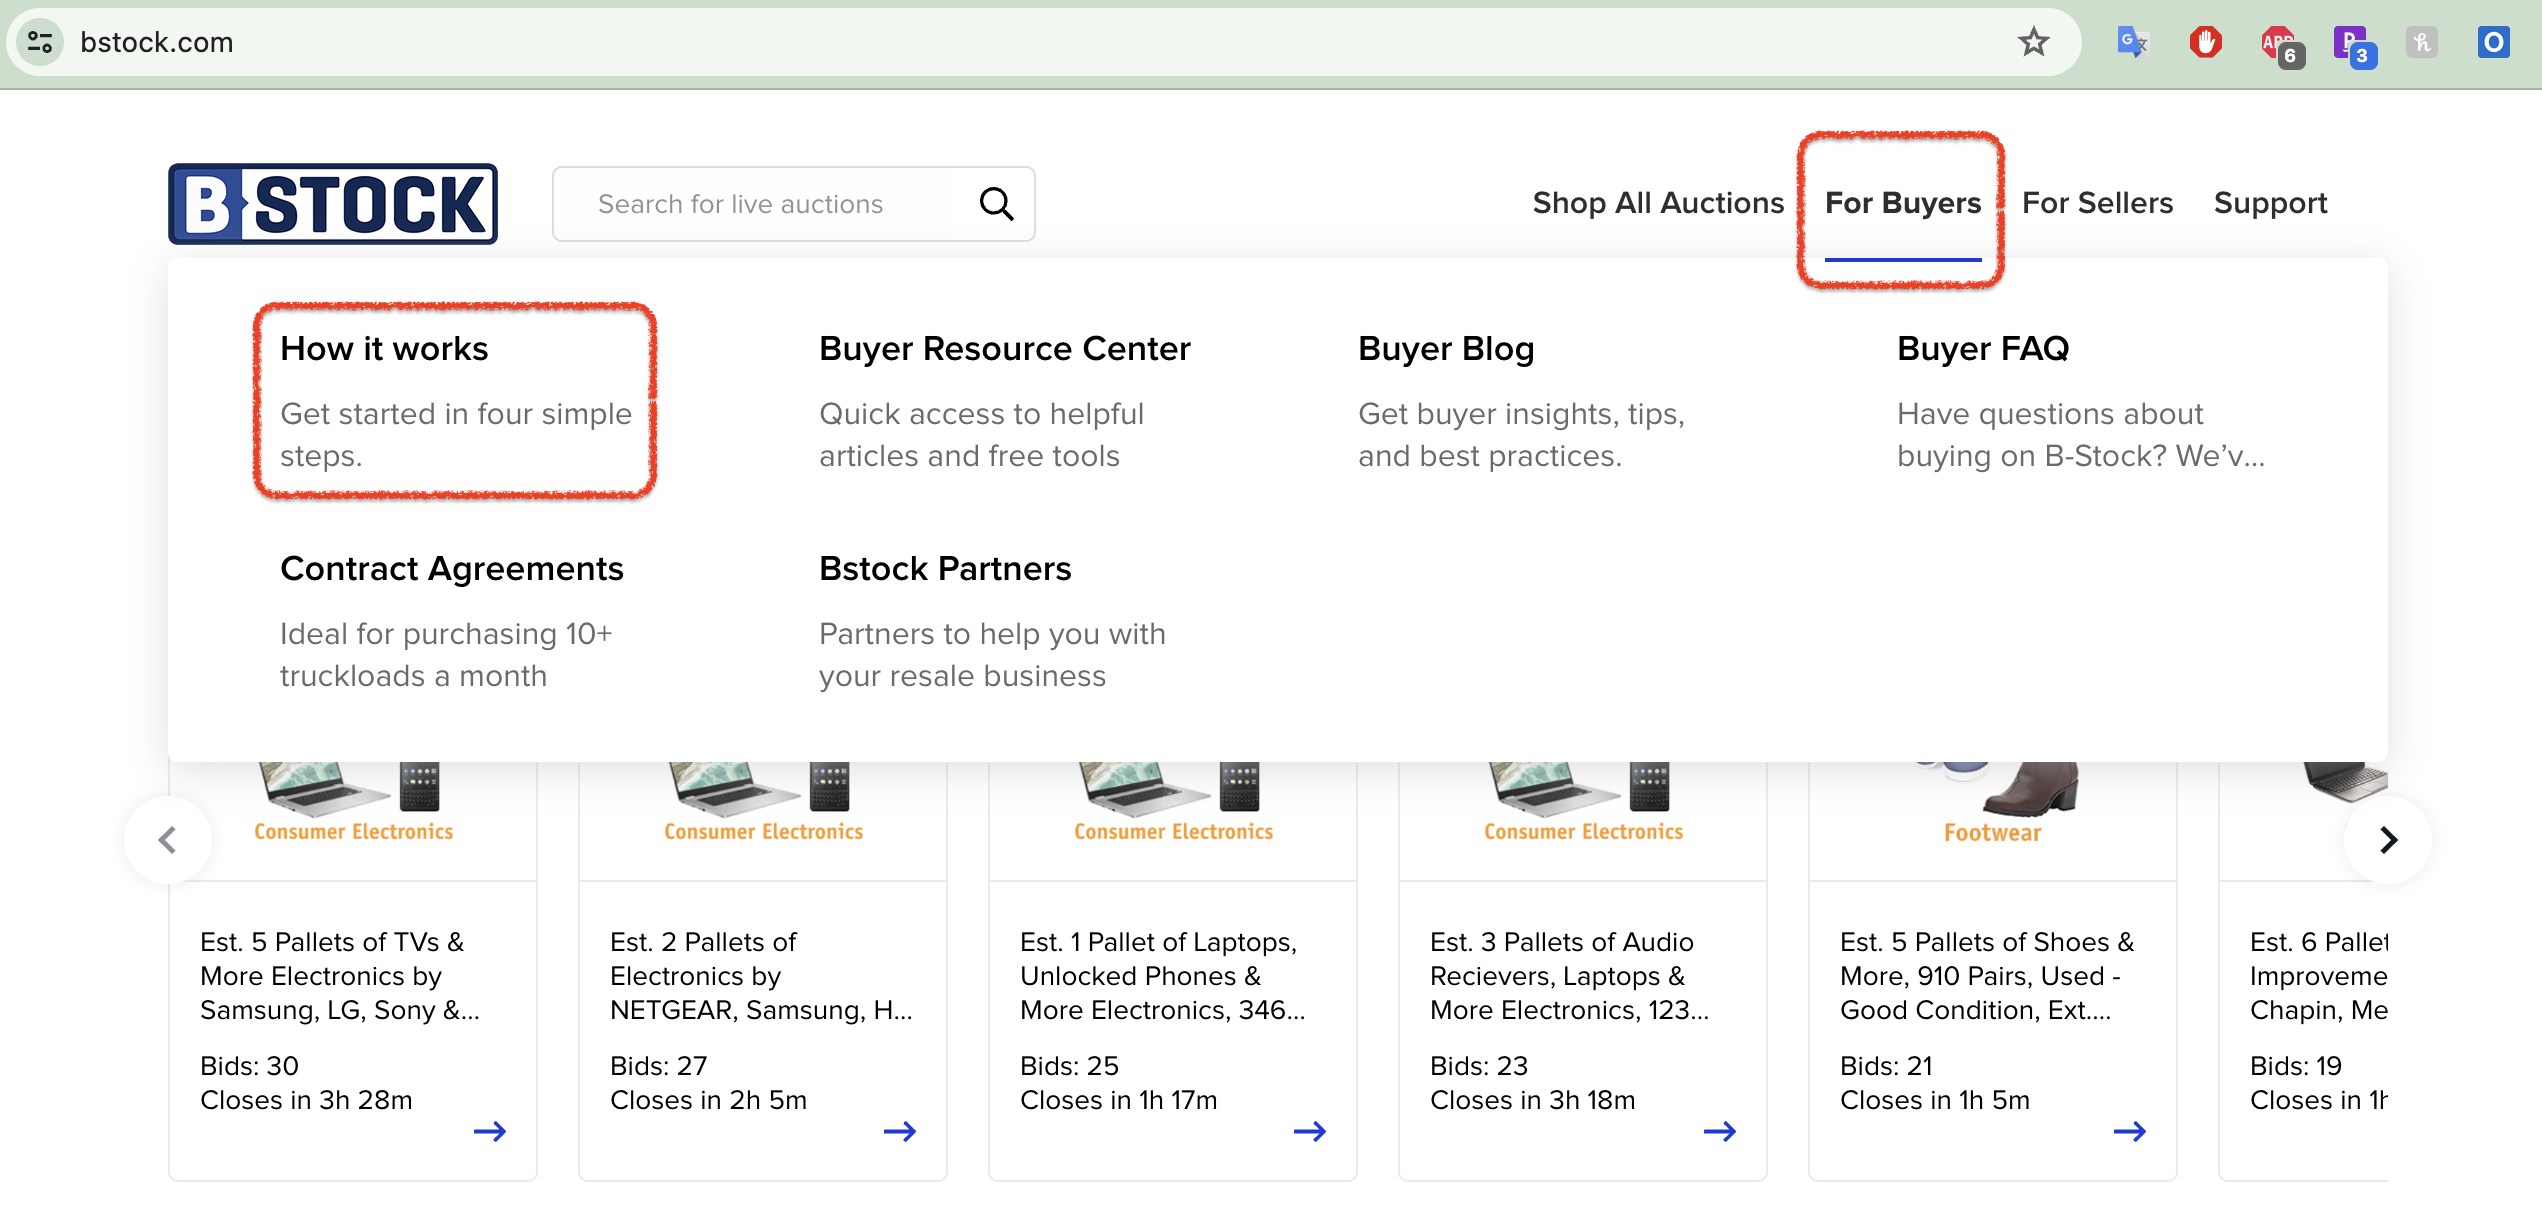 bstock.com
6
3
B STOCK
Search for live auctions
Shop All Auctions
For Buyers
For Sellers
Support
How it works
Get started in four simple
steps.
Buyer Resource Center
Quick access to helpful
articles and free tools
Buyer Blog
Get buyer insights, tips,
and best practices.
Buyer FAQ
Have questions about
buying on B-Stock? We’v...
Contract Agreements
Ideal for purchasing 10+
truckloads a month
Bstock Partners
Partners to help you with
your resale business
Consumer Electronics
Est. 5 Pallets of TVs &
More Electronics by
Samsung, LG, Sony &...
Bids: 30
Closes in 3h 28m
Consumer Electronics
Est. 2 Pallets of
Electronics by
NETGEAR, Samsung, H...
Bids: 27
Closes in 2h 5m
Consumer Electronics
Est. 1 Pallet of Laptops,
Unlocked Phones &
More Electronics, 346...
Bids: 25
Closes in 1h 17m
Consumer Electronics
Est. 3 Pallets of Audio
Recievers, Laptops &
More Electronics, 123...
Bids: 23
Closes in 3h 18m
Footwear
Est. 5 Pallets of Shoes &
More, 910 Pairs, Used -
Good Condition, Ext....
Bids: 21
Closes in 1h 5m
Est. 6 Pallet
Improveme
Chapin, Me
Bids: 19
Closes in 1h